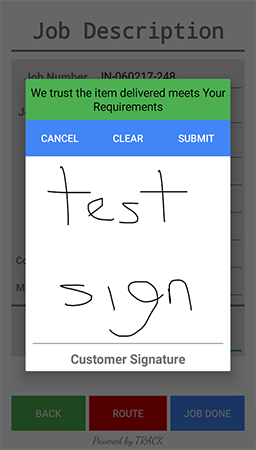 Job Description
Job Number JN-060217-248
We trust the item delivered meets Your
Requirements
CANCEL CLEAR SUBMIT
test
sign
Customer Signature
BACK ROUTE JOB DONE
Powered by TRACK